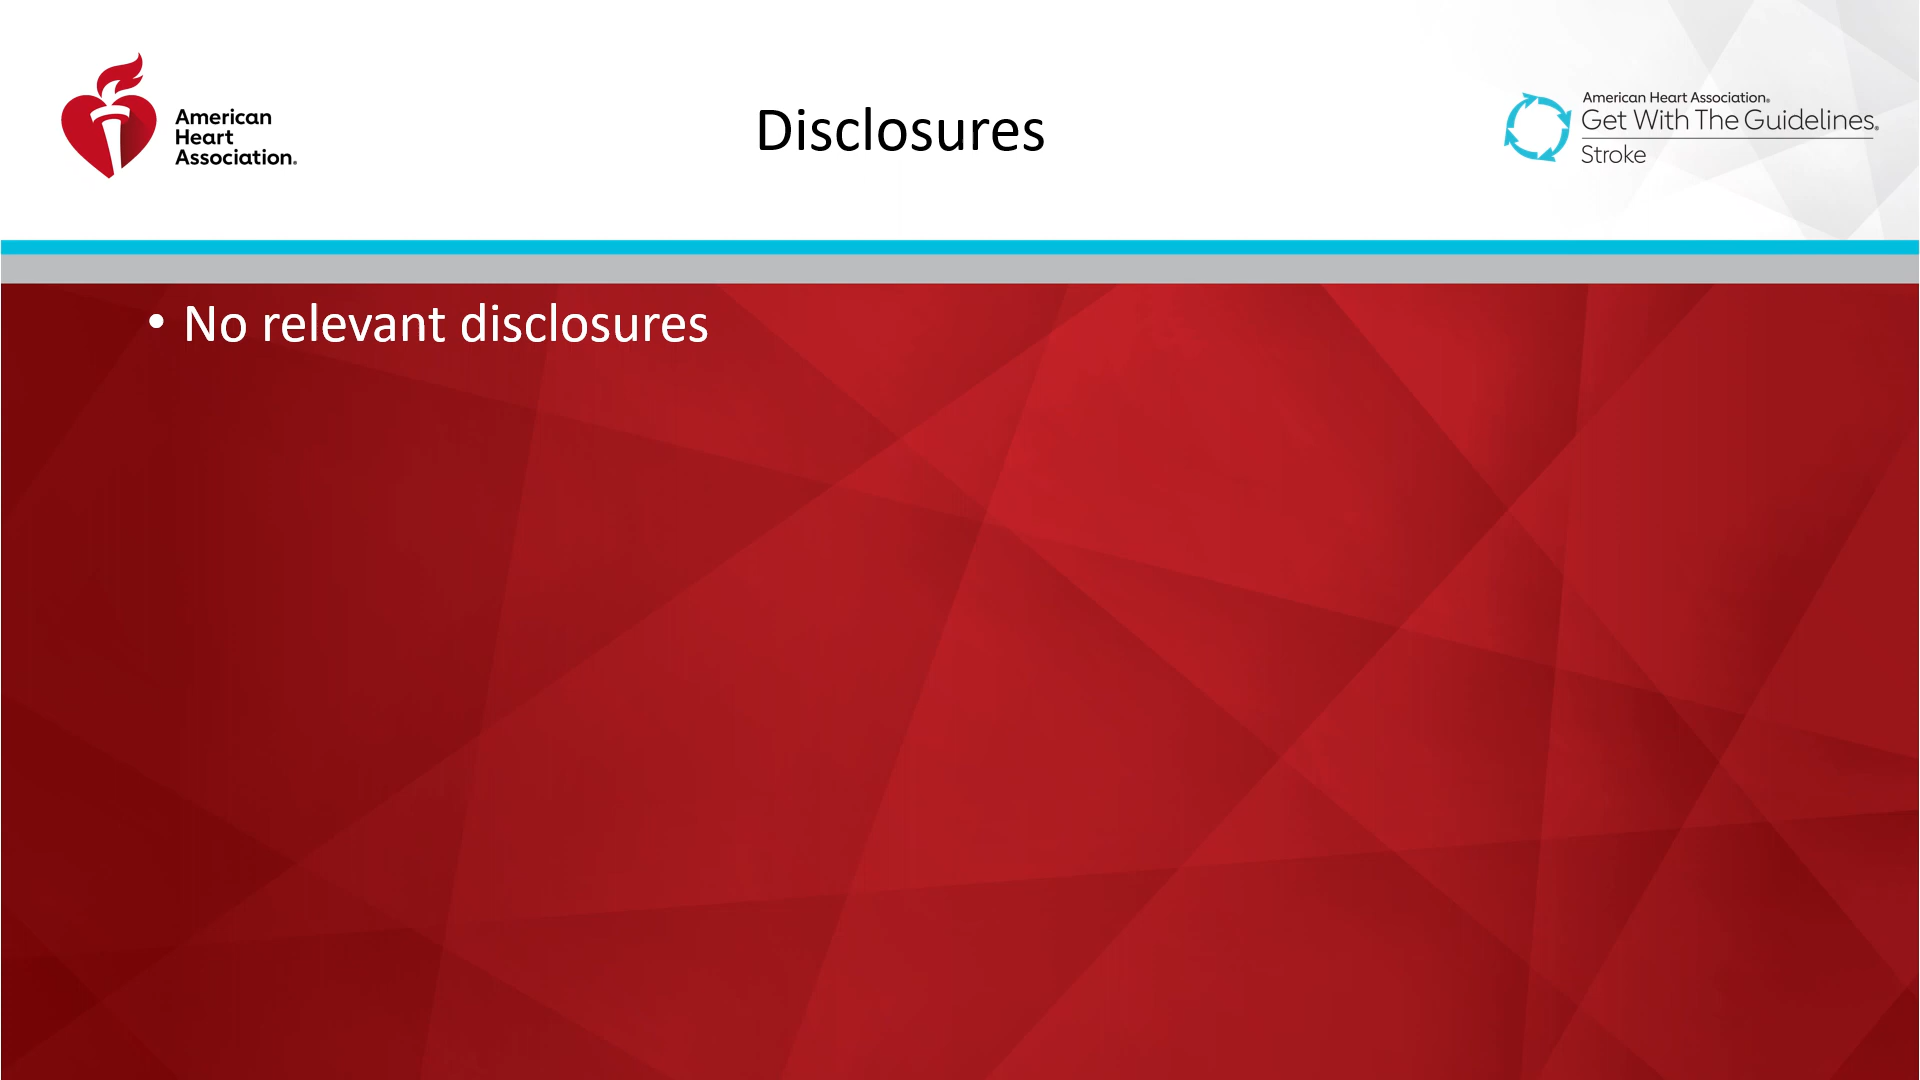 American
Heart
Association®
Disclosures
American Heart Association®
Get With The Guidelines®
Stroke
• No relevant disclosures